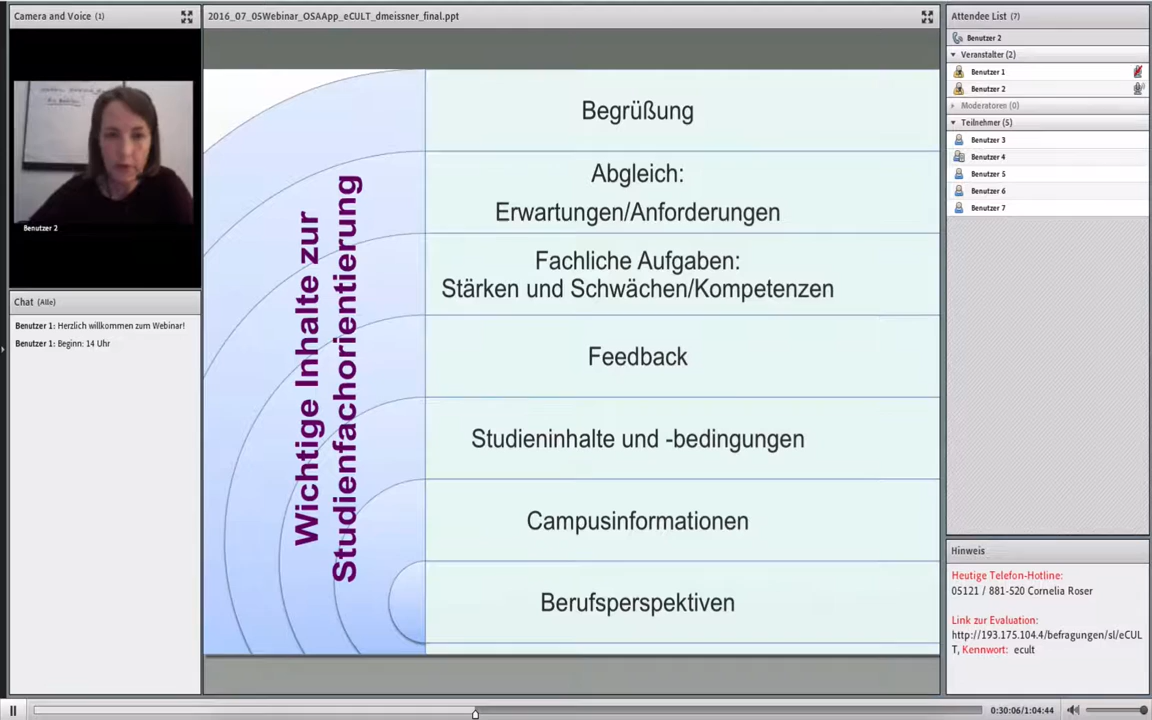 Camera and Voice (1)
Benutzer 2
Chat (Alle)
Benutzer 1: Herzlich willkommen zum Webinar!
Benutzer 1: Beginn: 14 Uhr
2016_07_05Webinar_OSAApp_eCULT_dmeissner_final.ppt
Wichtige Inhalte zur
Studienfachorientierung
Begrüßung
Abgleich:
Erwartungen/Anforderungen
Fachliche Aufgaben:
Stärken und Schwächen/Kompetenzen
Feedback
Studieninhalte und -bedingungen
Campusinformationen
Berufsperspektiven
Attendee List (7)
Benutzer 2
Veranstalter (2)
Benutzer 1
Benutzer 2
Moderatoren (0)
Teilnehmer (5)
Benutzer 3
Benutzer 4
Benutzer 5
Benutzer 6
Benutzer 7
Hinweis
Heutige Telefon-Hotline:
05121 / 881-520 Cornelia Roser
Link zur Evaluation:
http://193.175.104.4/befragungen/sl/eCUL
T, Kennwort: ecult
0:30:06/1:04:44